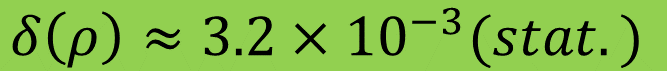 δ(ρ) ≈ 3.2 × 10⁻³(stat. )